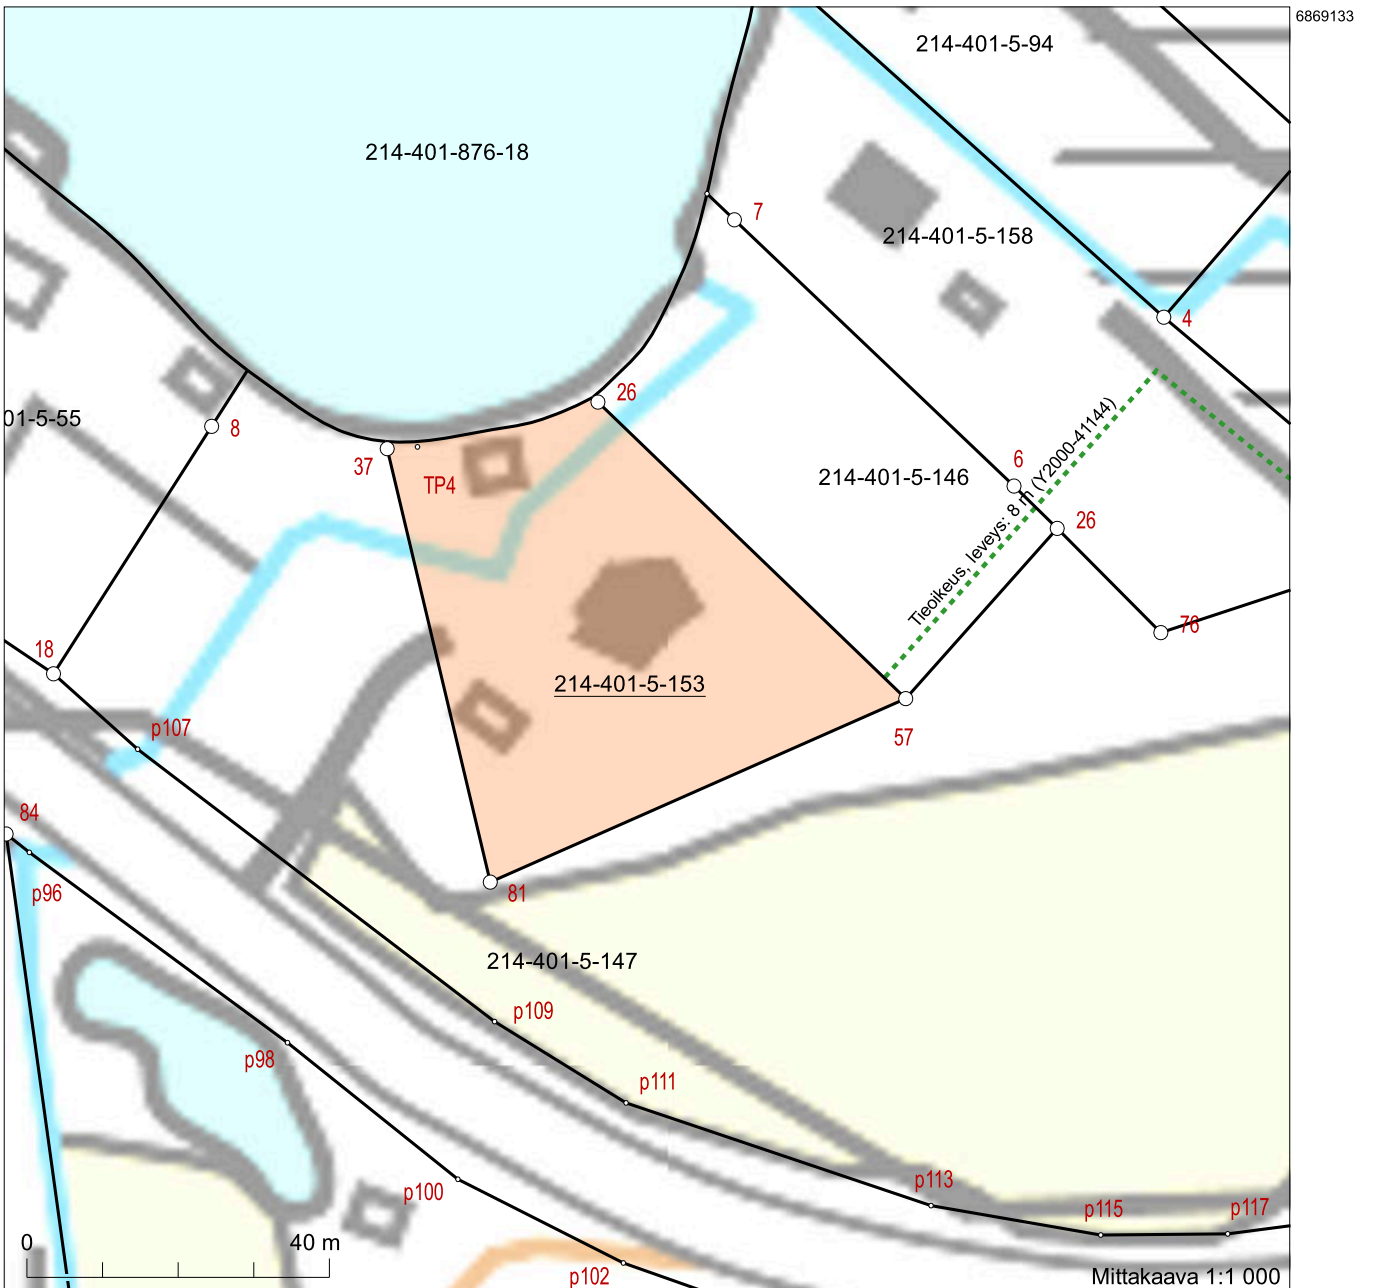 6869133
214-401-5-94
214-401-876-18
7
214-401-5-158
4
26
01-5-55
8
37
TP4
6
214-401-5-146
Tieoikeus, leveys: 8 m (Y2000-41144)
26
76
18
214-401-5-153
57
p107
84
p96
81
214-401-5-147
p109
p98
p111
p100
p113
p115
p117
0
40 m
p102
Mittakaava 1:1 000